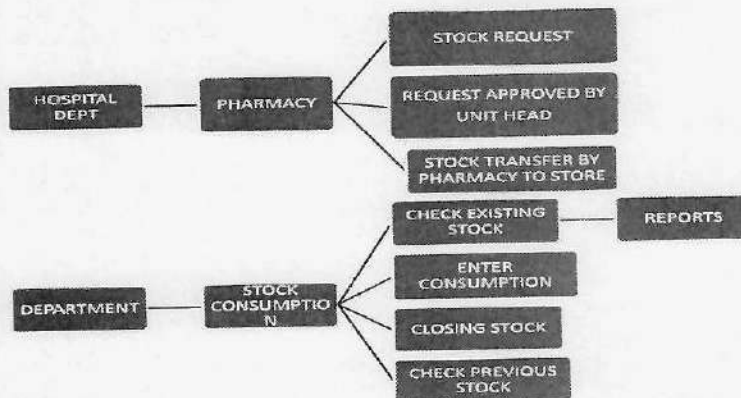 STOCK REQUEST
HOSPITAL
DEPT
PHARMACY
REQUEST APPROVED BY
UNIT HEAD
STOCK TRANSFER BY
PHARMACY TO STORE
CHECK EXISTING
STOCK
REPORTS
DEPARTMENT
STOCK
CONSUMPTIO
N
ENTER
CONSUMPTION
CLOSING STOCK
CHECK PREVIOUS
STOCK